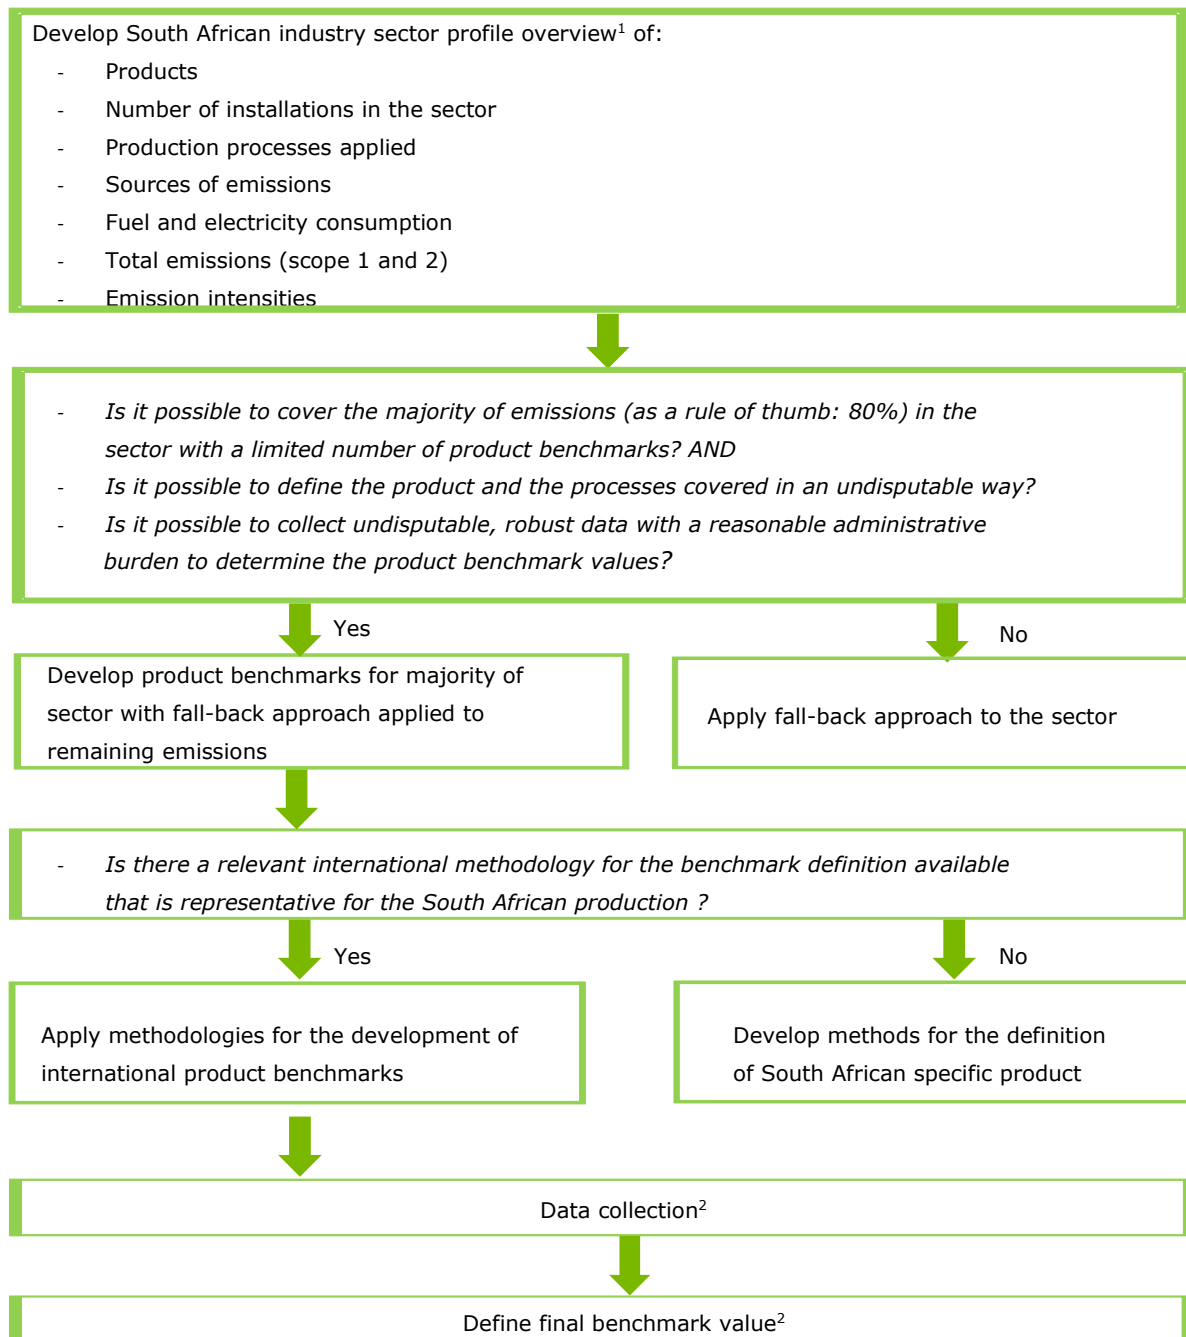 Develop South African industry sector profile overview¹ of:
- Products
- Number of installations in the sector
- Production processes applied
- Sources of emissions
- Fuel and electricity consumption
- Total emissions (scope 1 and 2)
- Emission intensities
- Is it possible to cover the majority of emissions (as a rule of thumb: 80%) in the
sector with a limited number of product benchmarks? AND
- Is it possible to define the product and the processes covered in an undisputable way?
- Is it possible to collect undisputable, robust data with a reasonable administrative
burden to determine the product benchmark values?
Yes
No
Develop product benchmarks for majority of
sector with fall-back approach applied to
remaining emissions
Apply fall-back approach to the sector
- Is there a relevant international methodology for the benchmark definition available
that is representative for the South African production ?
Yes
No
Apply methodologies for the development of
international product benchmarks
Develop methods for the definition
of South African specific product
Data collection²
Define final benchmark value²